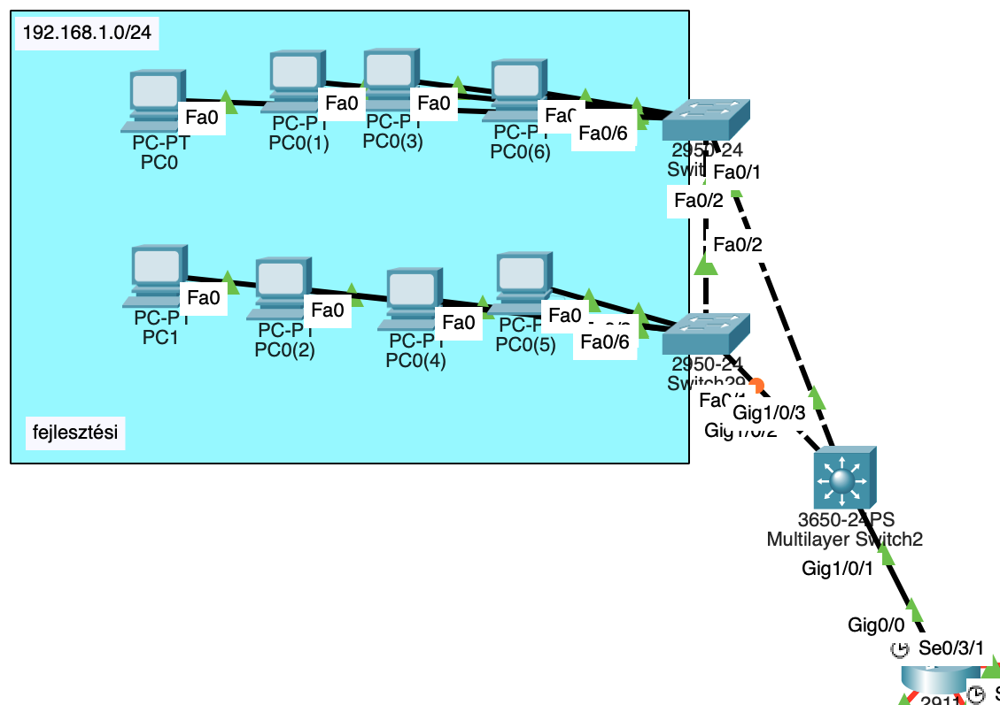 192.168.1.0/24
Fa0
Fa0
Fa0
Fa0/6
PC-PT
PC0
PC0(1)
PC0(3)
PC0(6)
2950-24
Fa0/1
Fa0/2
Fa0/2
Fa0
Fa0
Fa0
Fa0
Fa0/6
PC1
PC0(2)
PC0(4)
PC0(5)
2950-24
Gig1/0/3
fejlesztési
3650-24PS
Multilayer Switch2
Gig1/0/1
Gig0/0
Se0/3/1
2911